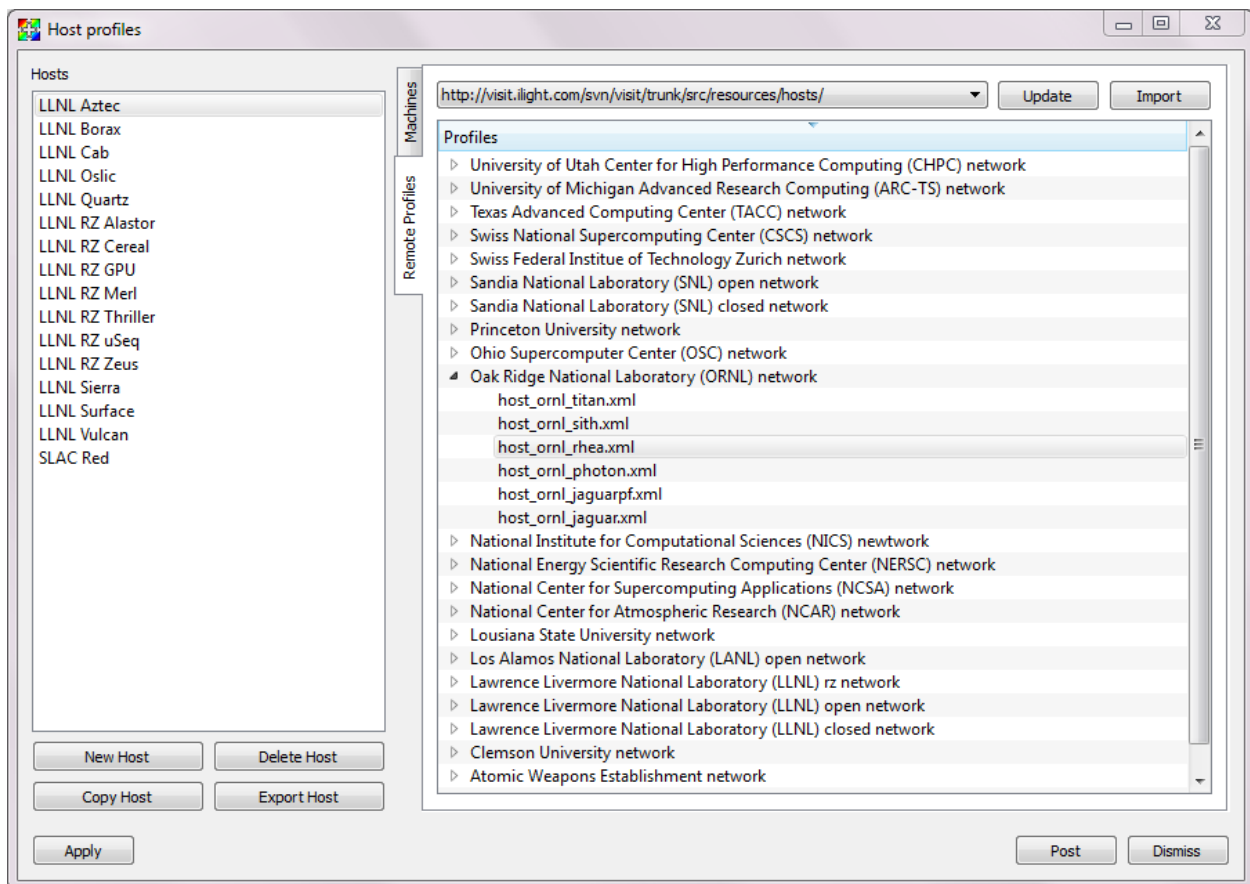 Host profiles
Hosts
LLNL Aztec
LLNL Borax
LLNL Cab
LLNL Oslic
LLNL Quartz
LLNL RZ Alastor
LLNL RZ Cereal
LLNL RZ GPU
LLNL RZ Merl
LLNL RZ Thriller
LLNL RZ uSeq
LLNL RZ Zeus
LLNL Sierra
LLNL Surface
LLNL Vulcan
SLAC Red
New Host
Delete Host
Copy Host
Export Host
Machines
Remote Profiles
http://visit.ilight.com/svn/visit/trunk/src/resources/hosts/
Update
Import
Profiles
University of Utah Center for High Performance Computing (CHPC) network
University of Michigan Advanced Research Computing (ARC-TS) network
Texas Advanced Computing Center (TACC) network
Swiss National Supercomputing Center (CSCS) network
Swiss Federal Institue of Technology Zurich network
Sandia National Laboratory (SNL) open network
Sandia National Laboratory (SNL) closed network
Princeton University network
Ohio Supercomputer Center (OSC) network
Oak Ridge National Laboratory (ORNL) network
host_ornl_titan.xml
host_ornl_sith.xml
host_ornl_rhea.xml
host_ornl_photon.xml
host_ornl_jaguarpf.xml
host_ornl_jaguar.xml
National Institute for Computational Sciences (NICS) newtwork
National Energy Scientific Research Computing Center (NERSC) network
National Center for Supercomputing Applications (NCSA) network
National Center for Atmospheric Research (NCAR) network
Lousiana State University network
Los Alamos National Laboratory (LANL) open network
Lawrence Livermore National Laboratory (LLNL) rz network
Lawrence Livermore National Laboratory (LLNL) open network
Lawrence Livermore National Laboratory (LLNL) closed network
Clemson University network
Atomic Weapons Establishment network
Apply
Post
Dismiss